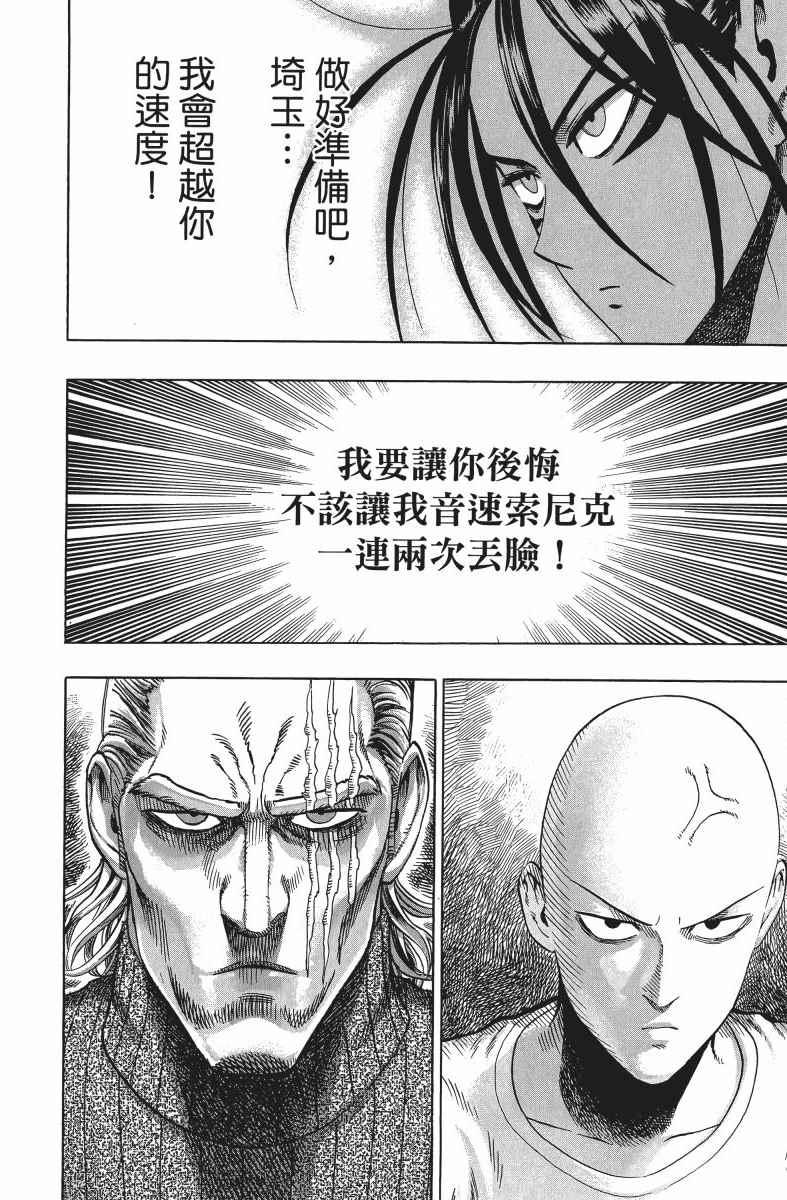 做好準備吧，
埼玉…
我會超越你
的速度！
我要讓你後悔
不該讓我音速索尼克
一連兩次丟臉！